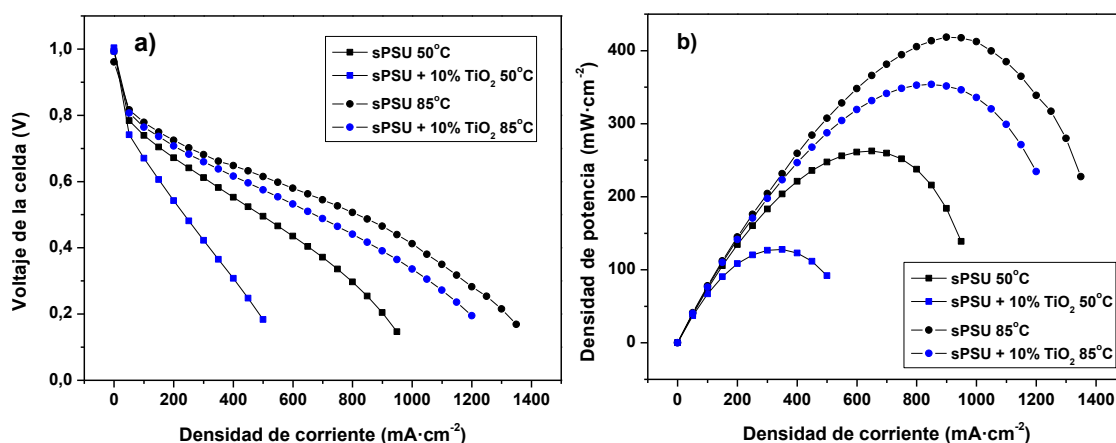 a)
sPSU 50°C
sPSU + 10% TiO₂ 50°C
sPSU 85°C
sPSU + 10% TiO₂ 85°C
Voltaje de la celda (V)
1,0
0,8
0,6
0,4
0,2
0,0
0 200 400 600 800 1000 1200 1400
Densidad de corriente (mA·cm⁻²)
b)
Densidad de potencia (mW·cm⁻²)
400
300
200
100
0
sPSU 50°C
sPSU + 10% TiO₂ 50°C
sPSU 85°C
sPSU + 10% TiO₂ 85°C
0 200 400 600 800 1000 1200 1400
Densidad de corriente (mA·cm⁻²)